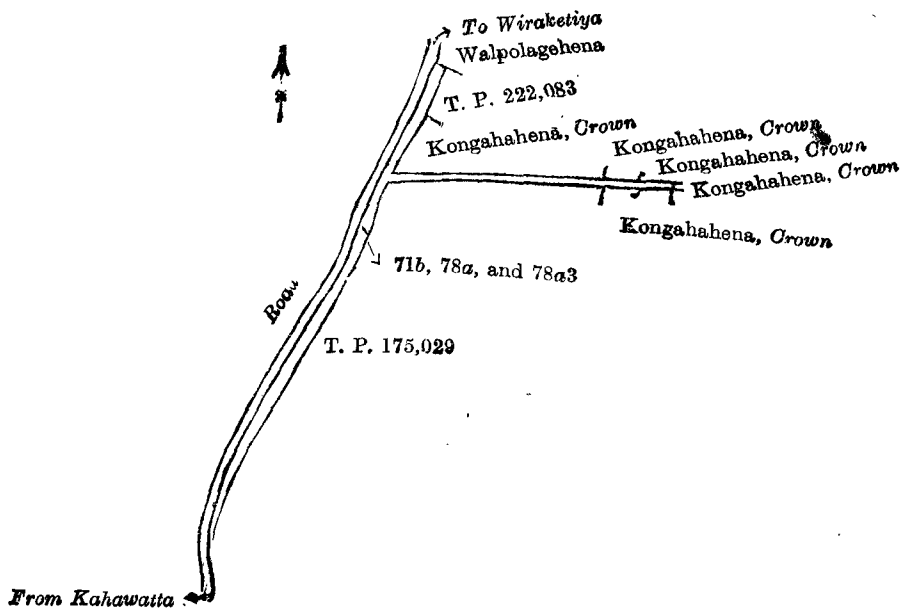 To Wiraketiya
Walpolagehena
T. P. 222,083
Kongahahena, Crown
Kongahahena, Crown
Kongahahena, Crown
Kongahahena, Crown
Kongahahena, Crown
71b, 78a, and 78a3
Road
T. P. 175,029
From Kahawatta